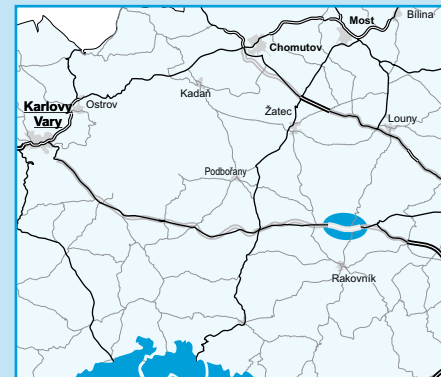 Bílina
Most
Chomutov
Kadaň
Karlovy
Vary
Ostrov
Žatec
Louny
Podbořany
Rakovník